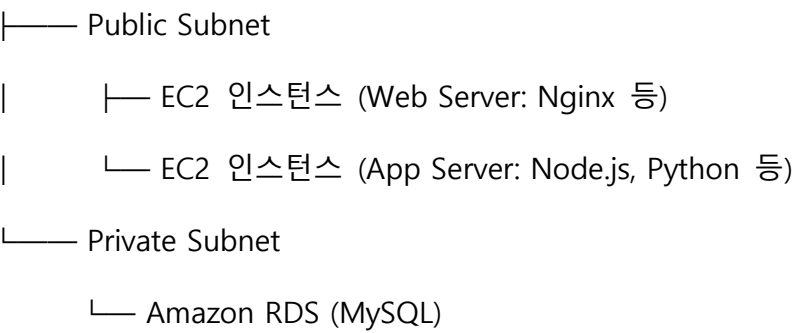 ├─── Public Subnet
│ ├── EC2 인스턴스 (Web Server: Nginx 등)
│ └── EC2 인스턴스 (App Server: Node.js, Python 등)
└─── Private Subnet
└── Amazon RDS (MySQL)